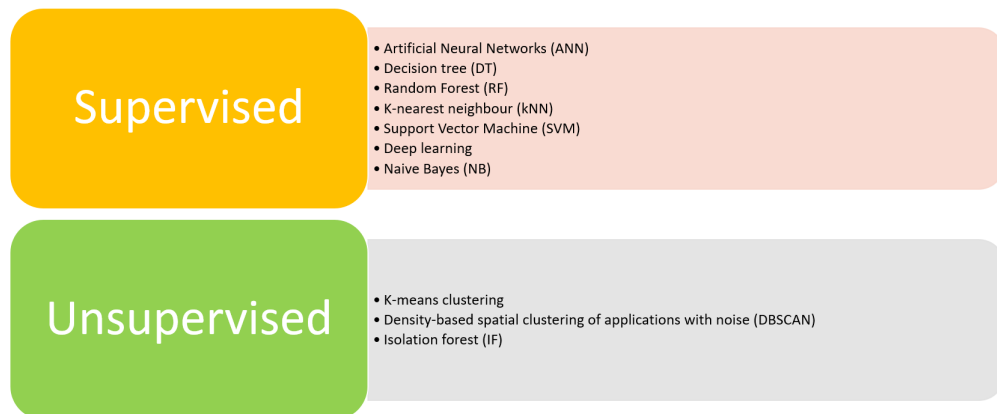 Supervised
• Artificial Neural Networks (ANN)
• Decision tree (DT)
• Random Forest (RF)
• K-nearest neighbour (kNN)
• Support Vector Machine (SVM)
• Deep learning
• Naive Bayes (NB)
Unsupervised
• K-means clustering
• Density-based spatial clustering of applications with noise (DBSCAN)
• Isolation forest (IF)